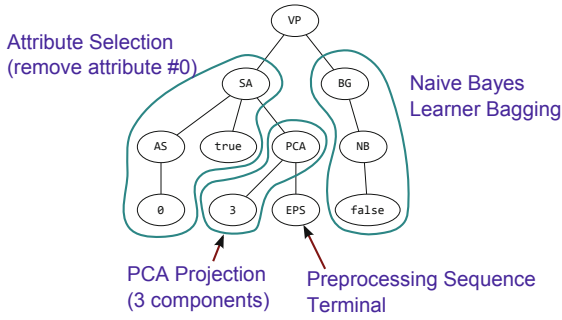 VP
Attribute Selection
(remove attribute #0)
SA
BG
Naive Bayes
Learner Bagging
AS
true
PCA
NB
0
3
EPS
false
PCA Projection
(3 components)
Preprocessing Sequence
Terminal